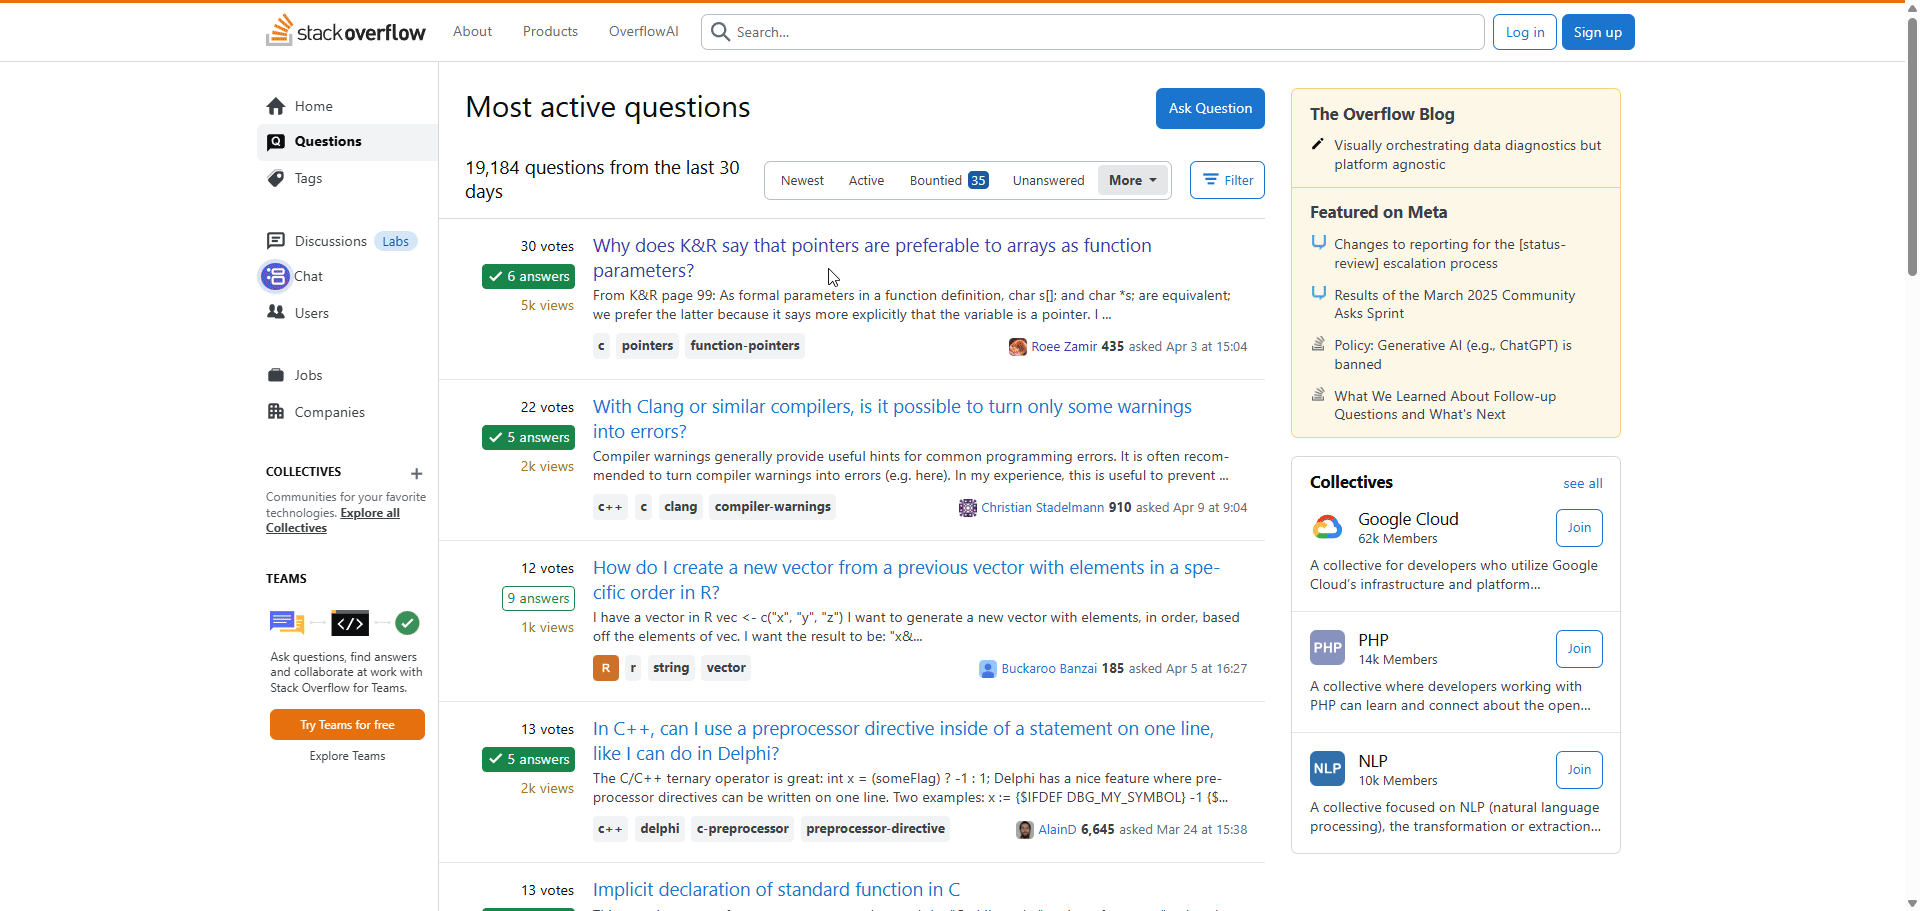 stackoverflow
About
Products
OverflowAI
Search...
Log in
Sign up
Home
Questions
Tags
Discussions Labs
Chat
Users
Jobs
Companies
COLLECTIVES
Communities for your favorite
technologies. Explore all
Collectives
TEAMS
Ask questions, find answers
and collaborate at work with
Stack Overflow for Teams.
Try Teams for free
Explore Teams
Most active questions
Ask Question
19,184 questions from the last 30
days
Newest
Active
Bountied 35
Unanswered
More
Filter
30 votes
6 answers
5k views
Why does K&R say that pointers are preferable to arrays as function
parameters?
From K&R page 99: As formal parameters in a function definition, char s[]; and char *s; are equivalent;
we prefer the latter because it says more explicitly that the variable is a pointer. I ...
c pointers function-pointers
Roee Zamir 435 asked Apr 3 at 15:04
22 votes
5 answers
2k views
With Clang or similar compilers, is it possible to turn only some warnings
into errors?
Compiler warnings generally provide useful hints for common programming errors. It is often recom-
mended to turn compiler warnings into errors (e.g. here). In my experience, this is useful to prevent ...
c++ c clang compiler-warnings
Christian Stadelmann 910 asked Apr 9 at 9:04
12 votes
9 answers
1k views
How do I create a new vector from a previous vector with elements in a spe-
cific order in R?
I have a vector in R vec <- c("x", "y", "z") I want to generate a new vector with elements, in order, based
off the elements of vec. I want the result to be: "x&...
R r string vector
Buckaroo Banzai 185 asked Apr 5 at 16:27
13 votes
5 answers
2k views
In C++, can I use a preprocessor directive inside of a statement on one line,
like I can do in Delphi?
The C/C++ ternary operator is great: int x = (someFlag) ? -1 : 1; Delphi has a nice feature where pre-
processor directives can be written on one line. Two examples: x := {$IFDEF DBG_MY_SYMBOL} -1 {$...
c++ delphi c-preprocessor preprocessor-directive
AlainD 6,645 asked Mar 24 at 15:38
13 votes
Implicit declaration of standard function in C
The Overflow Blog
Visually orchestrating data diagnostics but
platform agnostic
Featured on Meta
Changes to reporting for the [status-
review] escalation process
Results of the March 2025 Community
Asks Sprint
Policy: Generative AI (e.g., ChatGPT) is
banned
What We Learned About Follow-up
Questions and What's Next
Collectives
see all
Google Cloud
62k Members
Join
A collective for developers who utilize Google
Cloud's infrastructure and platform...
PHP
PHP
14k Members
Join
A collective where developers working with
PHP can learn and connect about the open...
NLP
NLP
10k Members
Join
A collective focused on NLP (natural language
processing), the transformation or extraction...